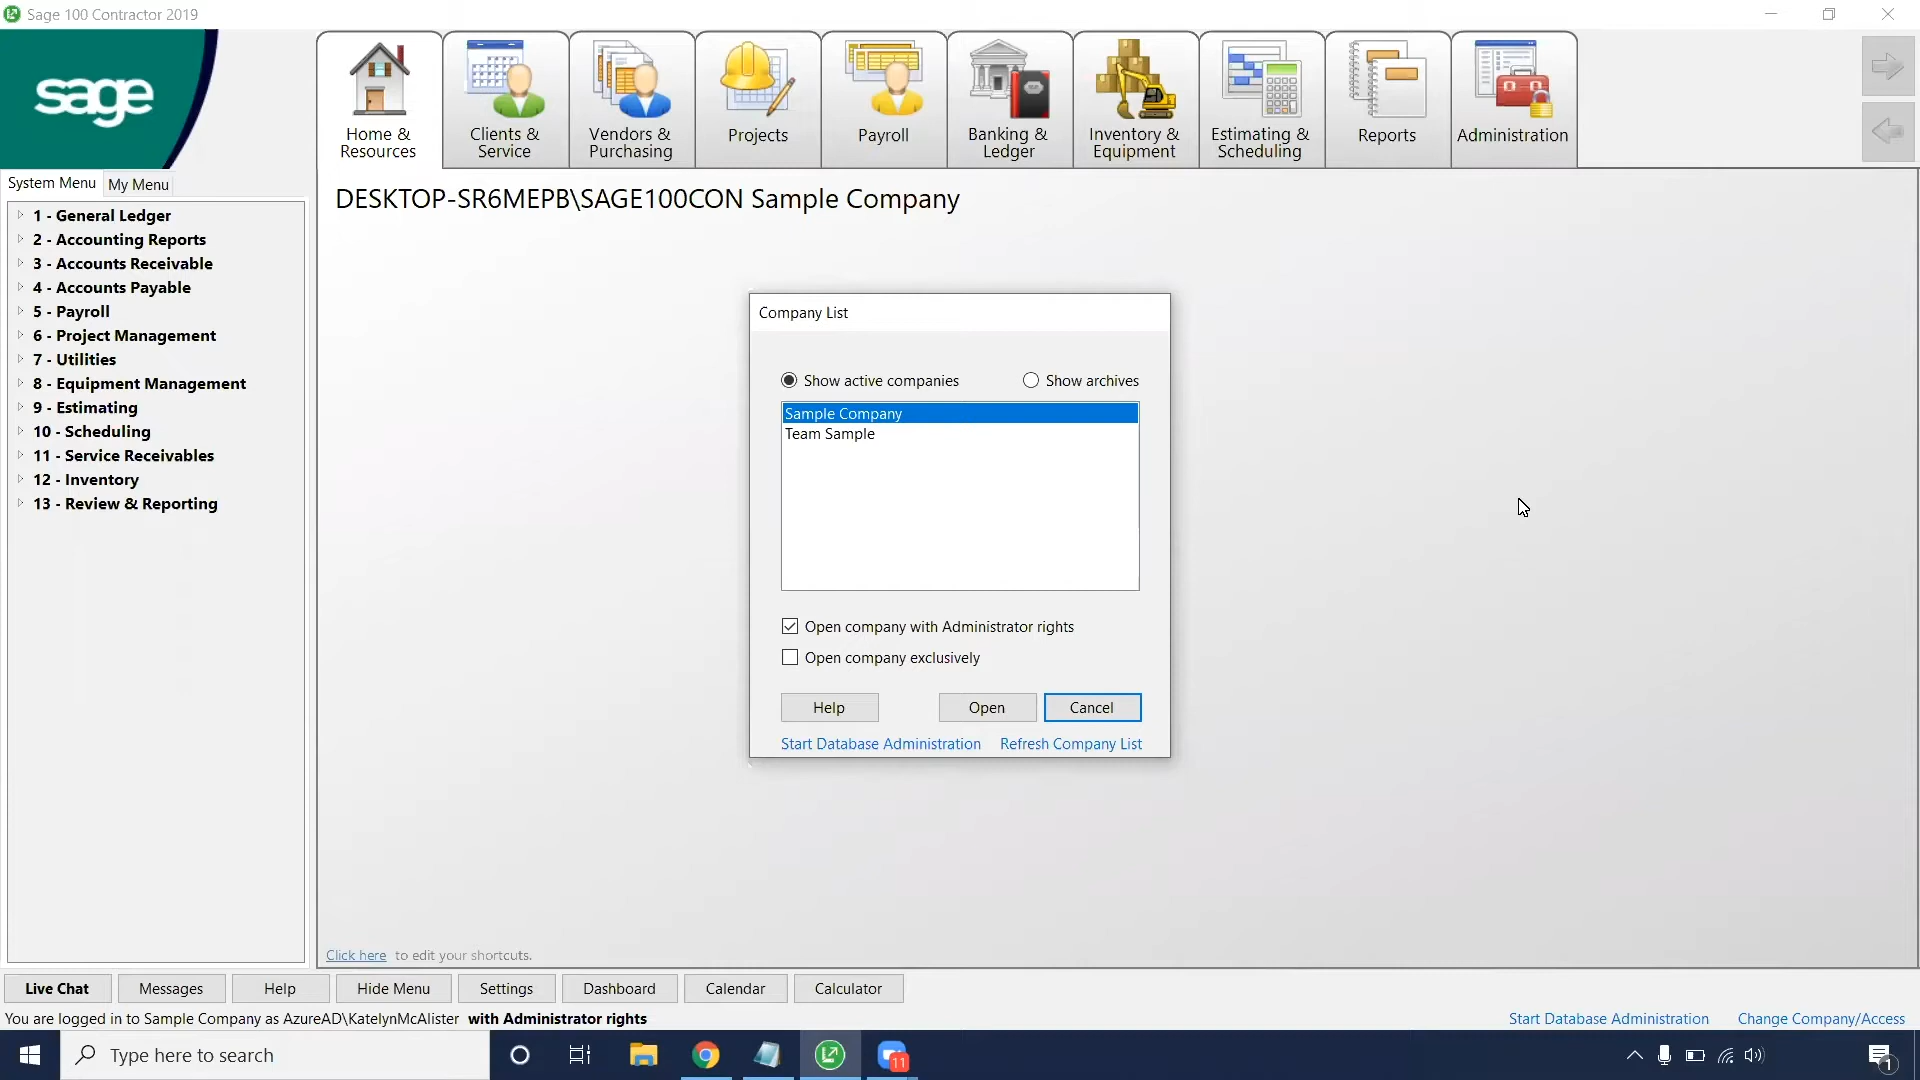 Sage 100 Contractor 2019
sage
Home &
Resources
Clients &
Service
Vendors &
Purchasing
Projects
Payroll
Banking &
Ledger
Inventory &
Equipment
Estimating &
Scheduling
Reports
Administration
System Menu
My Menu
1 - General Ledger
2 - Accounting Reports
3 - Accounts Receivable
4 - Accounts Payable
5 - Payroll
6 - Project Management
7 - Utilities
8 - Equipment Management
9 - Estimating
10 - Scheduling
11 - Service Receivables
12 - Inventory
13 - Review & Reporting
DESKTOP-SR6MEPB\SAGE100CON Sample Company
Company List
Show active companies
Show archives
Sample Company
Team Sample
Open company with Administrator rights
Open company exclusively
Help
Open
Cancel
Start Database Administration
Refresh Company List
Click here to edit your shortcuts.
Live Chat
Messages
Help
Hide Menu
Settings
Dashboard
Calendar
Calculator
You are logged in to Sample Company as AzureAD\KatelynMcAlister with Administrator rights
Start Database Administration
Change Company/Access
Type here to search
11
1